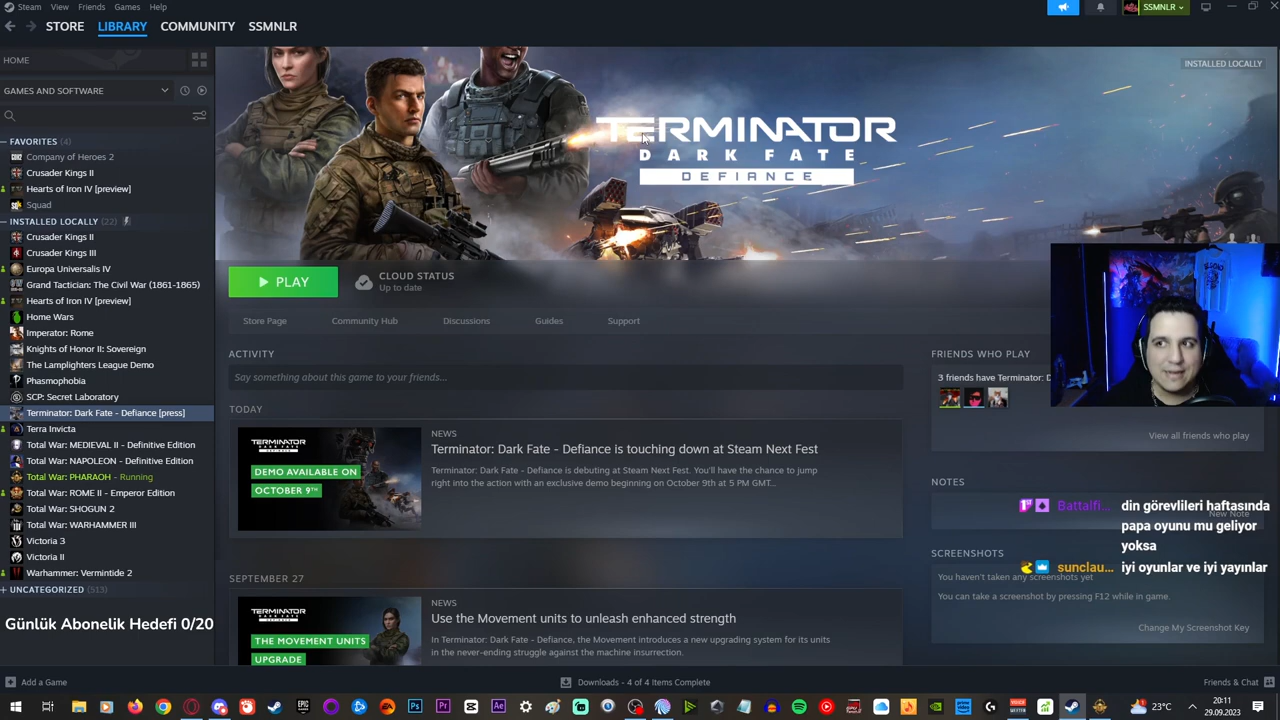 Steam View Friends Games Help
SSMNLR
STORE LIBRARY COMMUNITY SSMNLR
HOME
GAMES AND SOFTWARE
FAVORITES (4)
Company of Heroes 2
Crusader Kings II
Hearts of Iron IV [preview]
Squad
INSTALLED LOCALLY (22)
Crusader Kings II
Crusader Kings III
Europa Universalis IV
Grand Tactician: The Civil War (1861-1865)
Hearts of Iron IV [preview]
Home Wars
Imperator: Rome
Knights of Honor II: Sovereign
The Lamplighters League Demo
Phasmophobia
SCP: Secret Laboratory
Terminator: Dark Fate - Defiance [press]
Terra Invicta
Total War: MEDIEVAL II - Definitive Edition
Total War: NAPOLEON - Definitive Edition
Total War: PHARAOH - Running
Total War: ROME II - Emperor Edition
Total War: SHOGUN 2
Total War: WARHAMMER III
Victoria 3
Victoria II
Warhammer: Vermintide 2
UNCATEGORIZED (513)
Günlük Abonelik Hedefi 0/20
Add a Game
INSTALLED LOCALLY
TERMINATOR
DARK FATE
DEFIANCE
PLAY
CLOUD STATUS
Up to date
Store Page Community Hub Discussions Guides Support
ACTIVITY
Say something about this game to your friends...
TODAY
TERMINATOR
DARK FATE
DEFIANCE
DEMO AVAILABLE ON
OCTOBER 9TH
NEWS
Terminator: Dark Fate - Defiance is touching down at Steam Next Fest
Terminator: Dark Fate - Defiance is debuting at Steam Next Fest. You'll have the chance to jump
right into the action with an exclusive demo beginning on October 9th at 5 PM GMT...
SEPTEMBER 27
TERMINATOR
DARK FATE
DEFIANCE
THE MOVEMENT UNITS
UPGRADE
NEWS
Use the Movement units to unleash enhanced strength
In Terminator: Dark Fate - Defiance, the Movement introduces a new upgrading system for its units
in the never-ending struggle against the machine insurrection.
FRIENDS WHO PLAY
3 friends have Terminator: D
View all friends who play
NOTES
New Note
Battalfi... din görevlileri haftasında
papa oyunu mu geliyor
yoksa
sunclau... iyi oyunlar ve iyi yayınlar
SCREENSHOTS
You haven't taken any screenshots yet
You can take a screenshot by pressing F12 while in game.
Change My Screenshot Key
Downloads - 4 of 4 Items Complete
Friends & Chat
23°C
20:11
29.09.2023